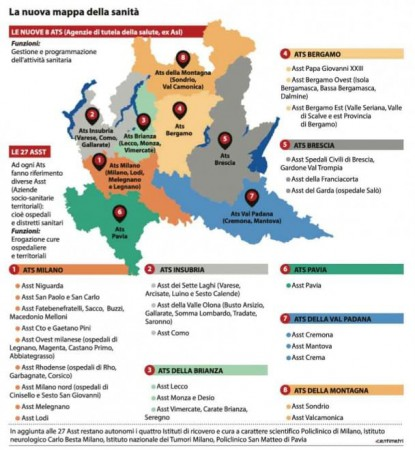 La nuova mappa della sanità
LE NUOVE 8 ATS (Agenzie di tutela della salute, ex Asl)
Funzioni:
Gestione e programmazione
dell'attività sanitaria
8
Ats della Montagna
(Sondrio,
Val Camonica)
2
Ats Insubria
(Varese, Como,
Gallarate)
3
Ats Brianza
(Lecco, Monza,
Vimercate)
4
Ats
Bergamo
5
Ats
Brescia
1
Ats Milano
(Milano, Lodi,
Melegnano
e Legnano)
6
Ats
Pavia
7
Ats Val Padana
(Cremona, Mantova)
LE 27 ASST
Ad ogni Ats
fanno riferimento
diverse Asst
(Aziende
socio-sanitarie
territoriali):
cioè ospedali
e distretti sanitari
Funzioni:
Erogazione cure
ospedaliere
e territoriali)
4 ATS BERGAMO
Asst Papa Giovanni XXIII
Asst Bergamo Ovest (Isola
Bergamasca, Bassa Bergamasca,
Dalmine)
Asst Bergamo Est (Valle Seriana, Valle
di Scalve e est Provincia
di Bergamo)
5 ATS BRESCIA
Asst Spedali Civili di Brescia,
Gardone Val Trompia
Asst della Franciacorta
Asst del Garda (ospedale Salò)
1 ATS MILANO
Asst Niguarda
Asst San Paolo e San Carlo
Asst Fatebenefratelli, Sacco, Buzzi,
Macedonio Melloni
Asst Cto e Gaetano Pini
Asst Ovest milanese (ospedali di
Legnano, Magenta, Castano Primo,
Abbiategrasso)
Asst Rhodense (ospedali di Rho,
Garbagnate, Corsico)
Asst Milano nord (ospedali di
Cinisello e Sesto San Giovanni)
Asst Melegnano
Asst Lodi
2 ATS INSUBRIA
Asst dei Sette Laghi (Varese,
Arcisate, Luino e Sesto Calende)
Asst della Valle Olona (Busto Arsizio,
Gallarate, Somma Lombardo, Tradate,
Saronno)
Asst Como
3 ATS DELLA BRIANZA
Asst Lecco
Asst Monza e Desio
Asst Vimercate, Carate Brianza,
Seregno
6 ATS PAVIA
Asst Pavia
7 ATS DELLA VAL PADANA
Asst Cremona
Asst Mantova
Asst Crema
8 ATS DELLA MONTAGNA
Asst Sondrio
Asst Valcamonica
In aggiunta alle 27 Asst restano autonomi i quattro Istituti di ricovero e cura a carattere scientifico Policlinico di Milano, Istituto
neurologico Carlo Besta Milano, Istituto nazionale dei Tumori Milano, Policlinico San Matteo di Pavia
centimetri